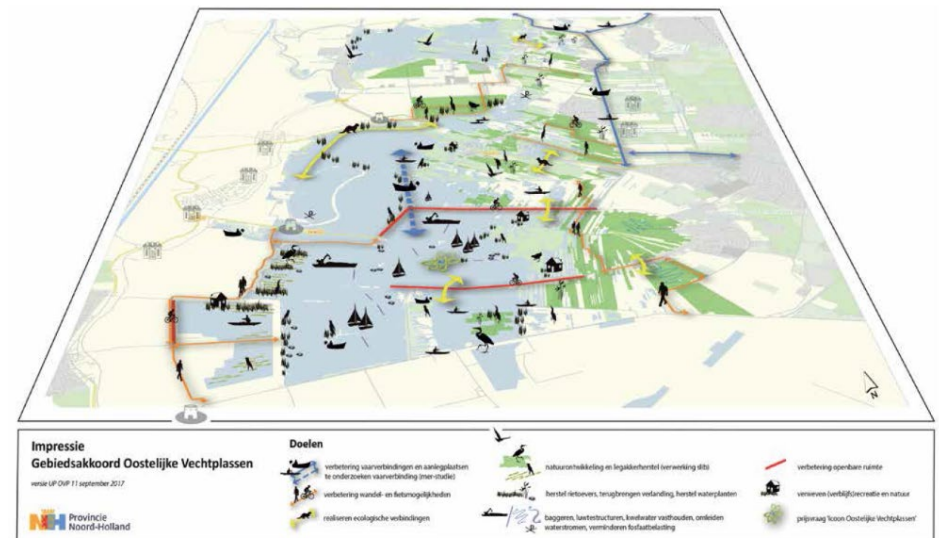 Impressie
Gebiedsakkoord Oostelijke Vechtplassen
versie UP OVP 11 september 2017
Provincie
Noord-Holland
Doelen
verbetering vaarverbindingen en aanlegplaatsen
te onderzoeken vaarverbinding (mer-studie)
verbetering wandel- en fietsmogelijkheden
realiseren ecologische verbindingen
natuurontwikkeling en legakkerherstel (verwerking slib)
herstel rietoevers, terugbrengen verlanding, herstel waterplanten
baggeren, luwtestructuren, kwelwater vasthouden, omleiden
waterstromen, verminderen fosfaatbelasting
verbetering openbare ruimte
vernieuwen (verblijfs)recreatie en natuur
prijsvraag 'icoon Oostelijke Vechtplassen'
N